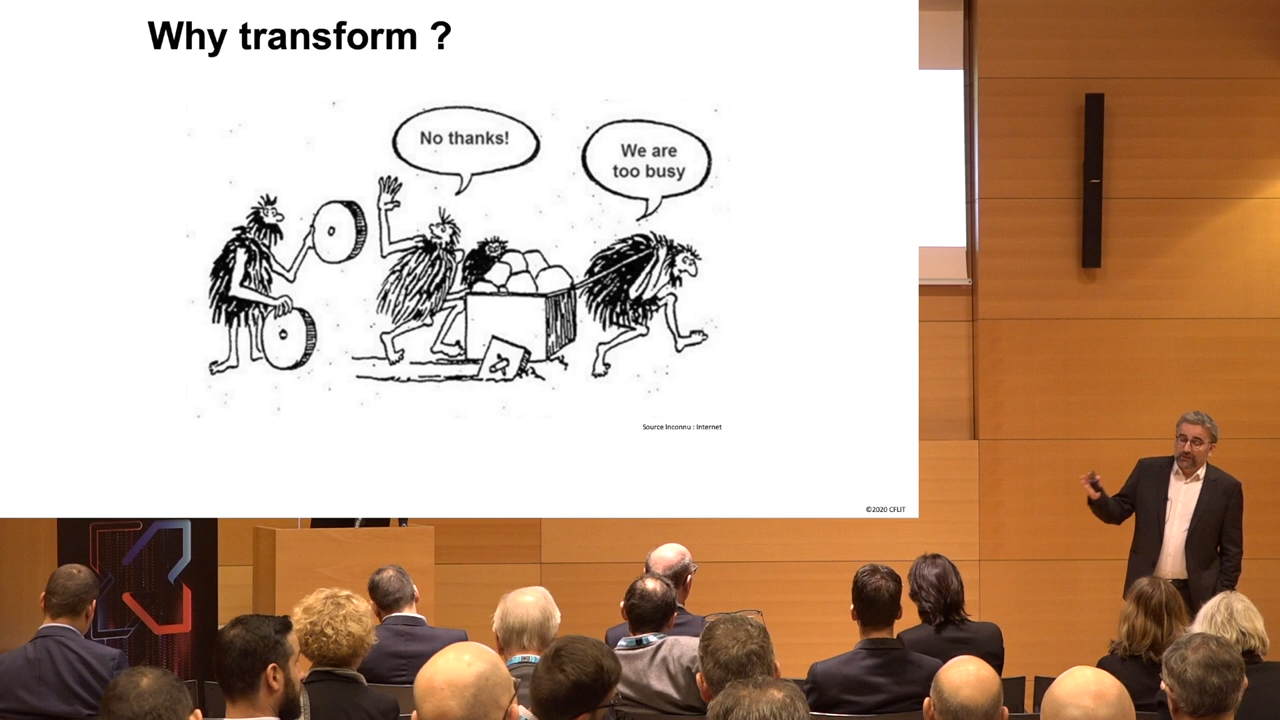 Why transform ?
No thanks!
We are
too busy
Source Inconnu : Internet
©2020 CFLIT